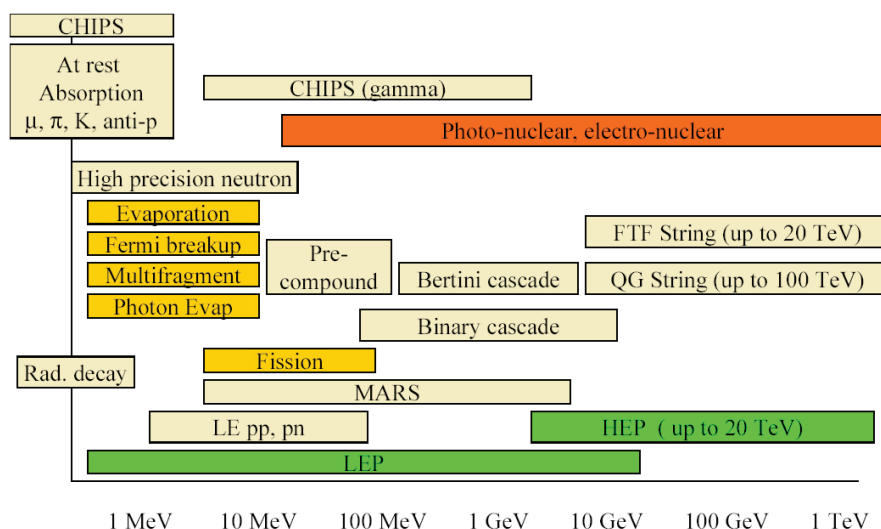 CHIPS
At rest
Absorption
μ, π, K, anti-p
CHIPS (gamma)
Photo-nuclear, electro-nuclear
High precision neutron
Evaporation
Fermi breakup
Multifragment
Photon Evap
Pre-
compound
Bertini cascade
FTF String (up to 20 TeV)
QG String (up to 100 TeV)
Binary cascade
Fission
Rad. decay
MARS
LE pp, pn
HEP ( up to 20 TeV)
LEP
1 MeV 10 MeV 100 MeV 1 GeV 10 GeV 100 GeV 1 TeV